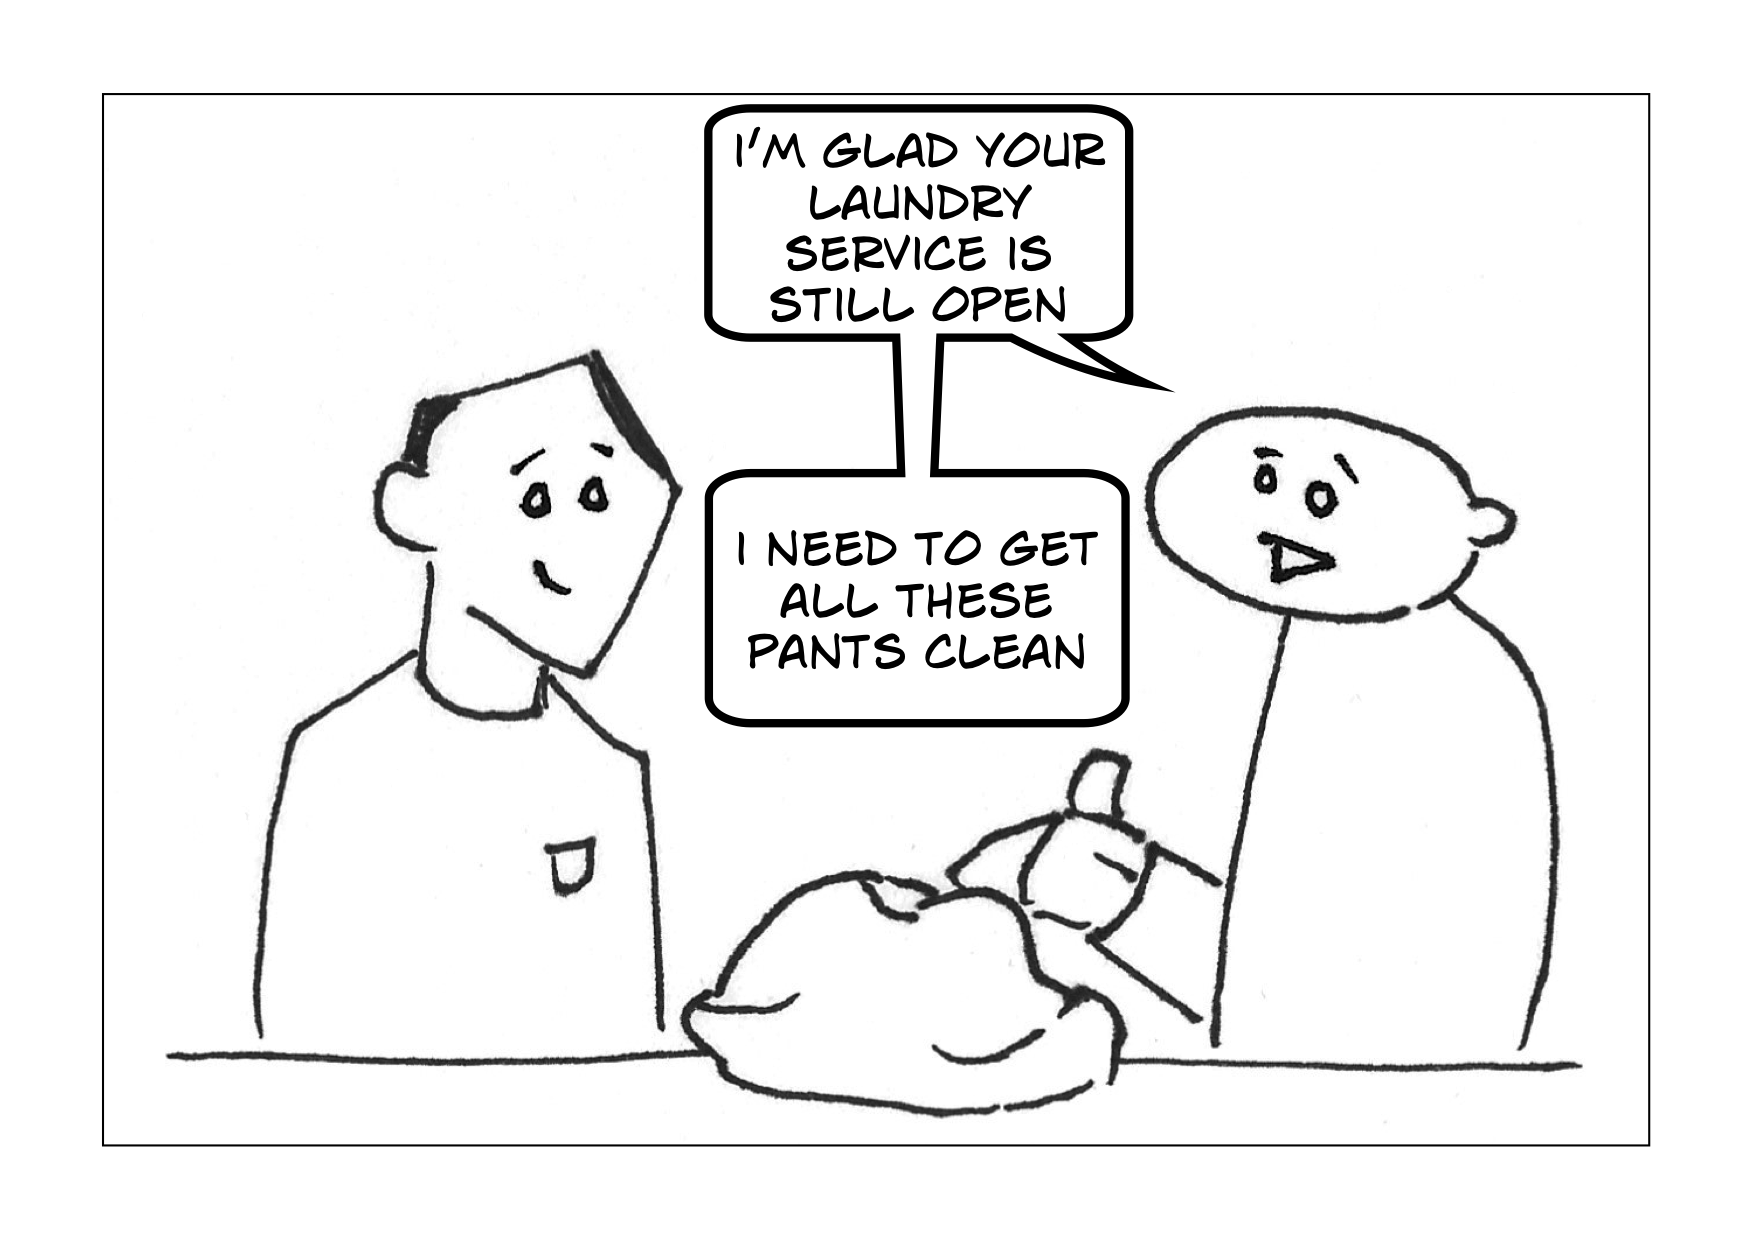 I'M GLAD YOUR
LAUNDRY
SERVICE IS
STILL OPEN
I NEED TO GET
ALL THESE
PANTS CLEAN